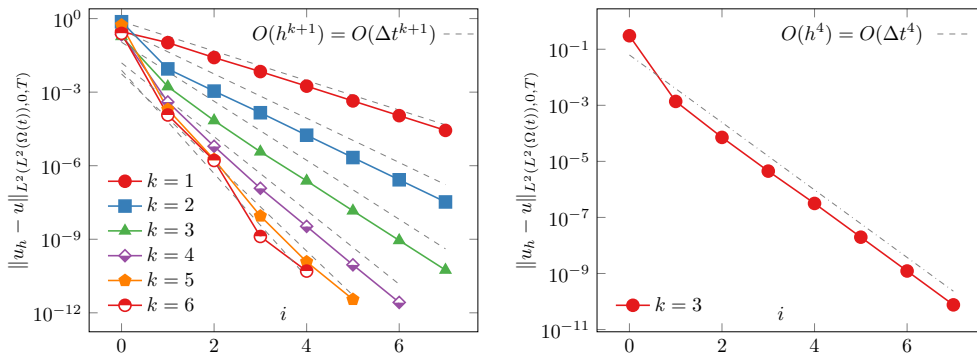 10^0
10^{-3}
10^{-6}
10^{-9}
10^{-12}
‖u_h − u‖_{L^2(L^2(Ω(t)),0,T)}
O(h^{k+1}) = O(Δt^{k+1})
k = 1
k = 2
k = 3
k = 4
k = 5
k = 6
i
0 2 4 6
10^{-1}
10^{-3}
10^{-5}
10^{-7}
10^{-9}
10^{-11}
‖u_h − u‖_{L^2(L^2(Ω(t)),0,T)}
O(h^4) = O(Δt^4)
k = 3
i
0 2 4 6